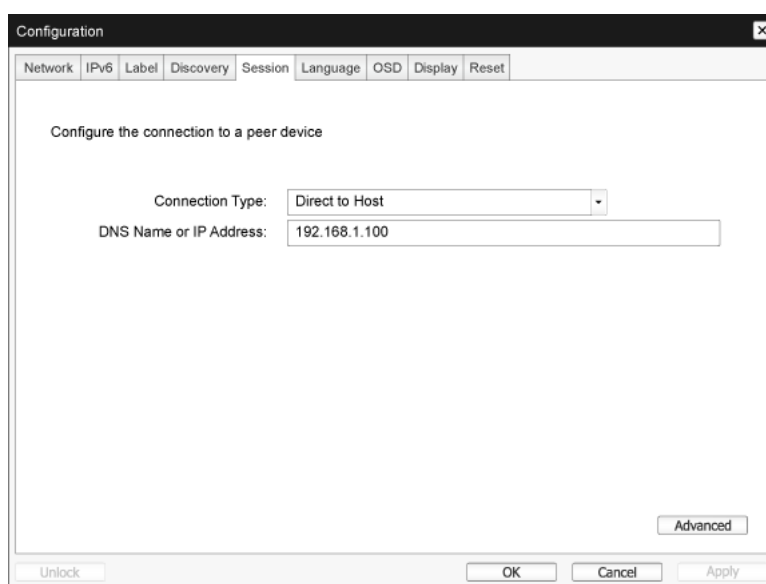 Configuration
Network IPv6 Label Discovery Session Language OSD Display Reset
Configure the connection to a peer device
Connection Type: Direct to Host
DNS Name or IP Address: 192.168.1.100
Advanced
Unlock OK Cancel Apply